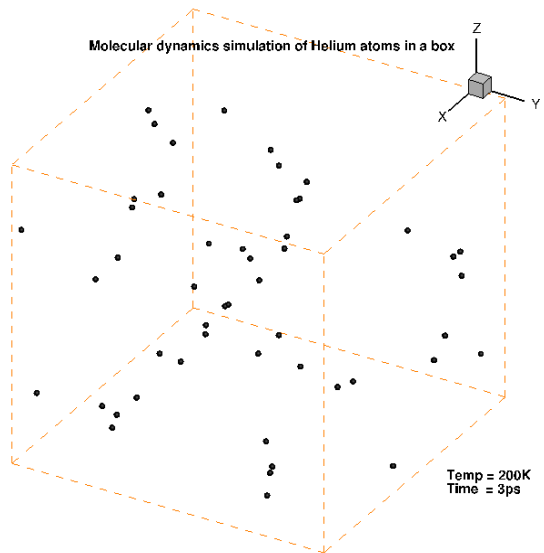 Molecular dynamics simulation of Helium atoms in a box
Z
Y
X
Temp = 200K
Time = 3ps